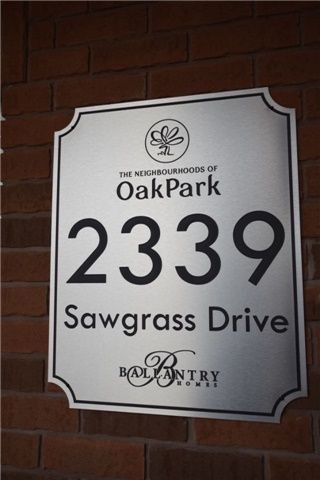 THE NEIGHBOURHOODS OF
OakPark
2339
Sawgrass Drive
BALLANTRY
HOMES